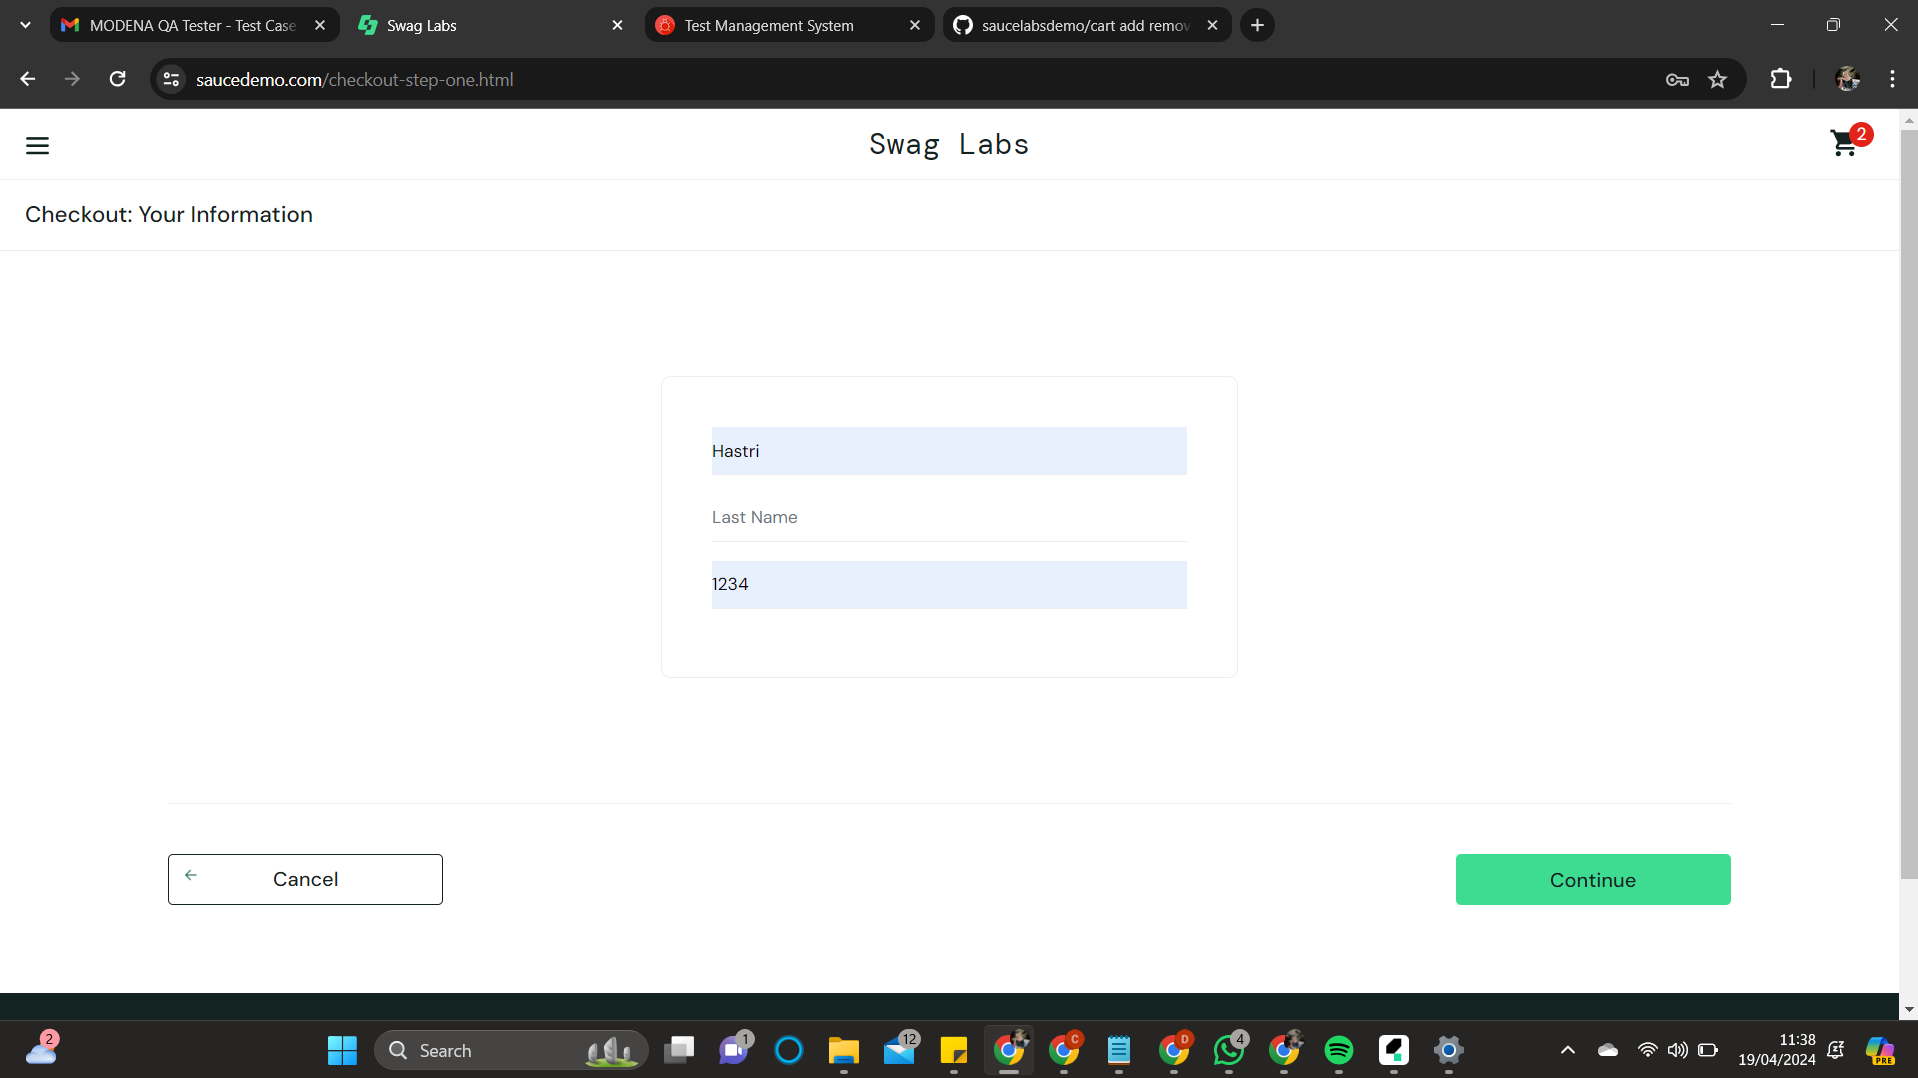 MODENA QA Tester - Test Case
Swag Labs
Test Management System
saucelabsdemo/cart add remov
saucedemo.com/checkout-step-one.html
Swag Labs
2
Checkout: Your Information
Hastri
Last Name
1234
Cancel
Continue
2
Search
1
12
C
D
4
11:38
19/04/2024
PRE